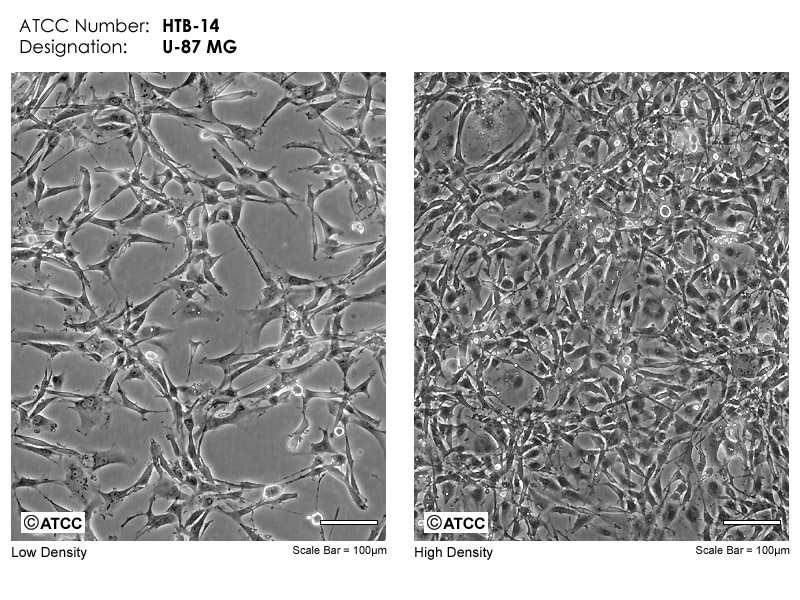 ATCC Number: HTB-14
Designation: U-87 MG
©ATCC
©ATCC
Low Density
Scale Bar = 100µm
High Density
Scale Bar = 100µm